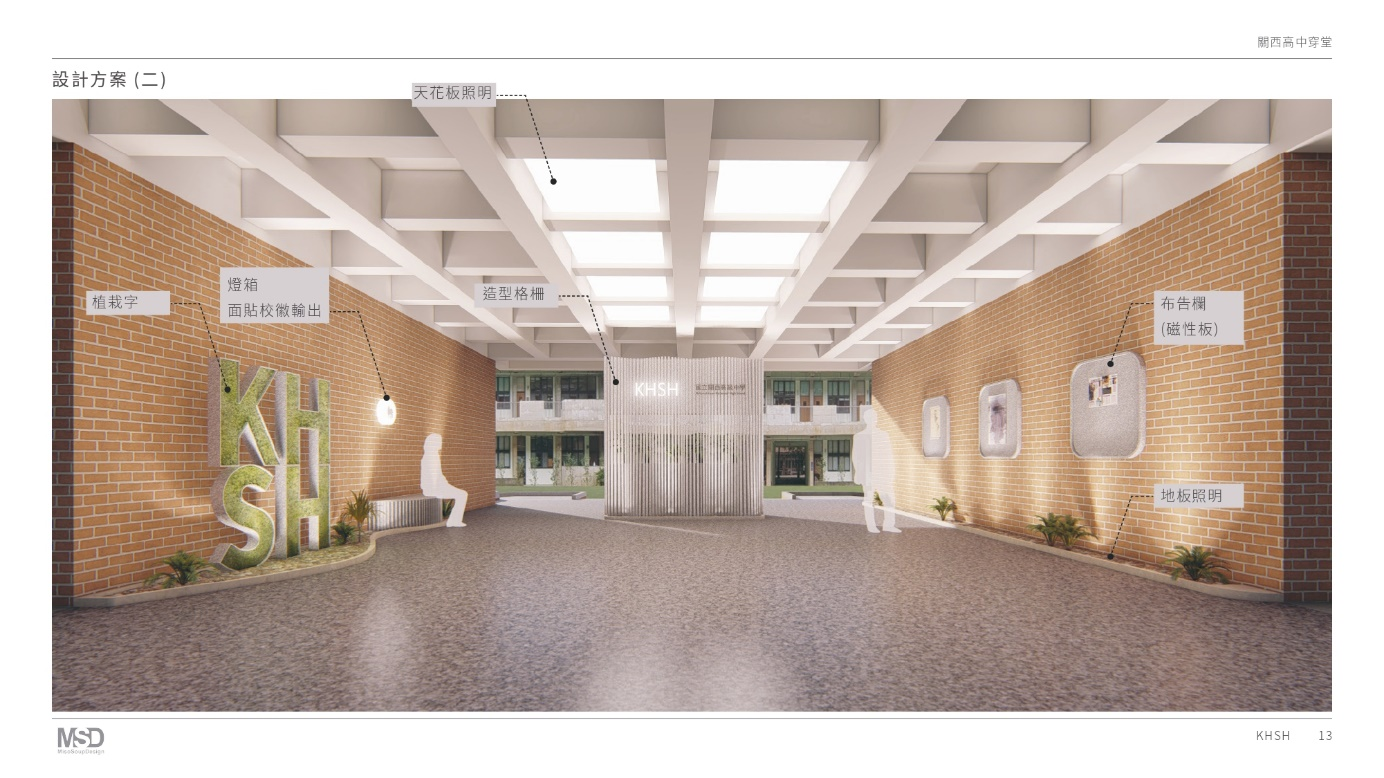 關西高中穿堂
設計方案 (二)
天花板照明
燈箱
面貼校徽輸出
植栽字
造型格柵
布告欄
(磁性板)
KHSH
KH
SH
地板照明
MSD
MisoSoupDesign
KHSH 13